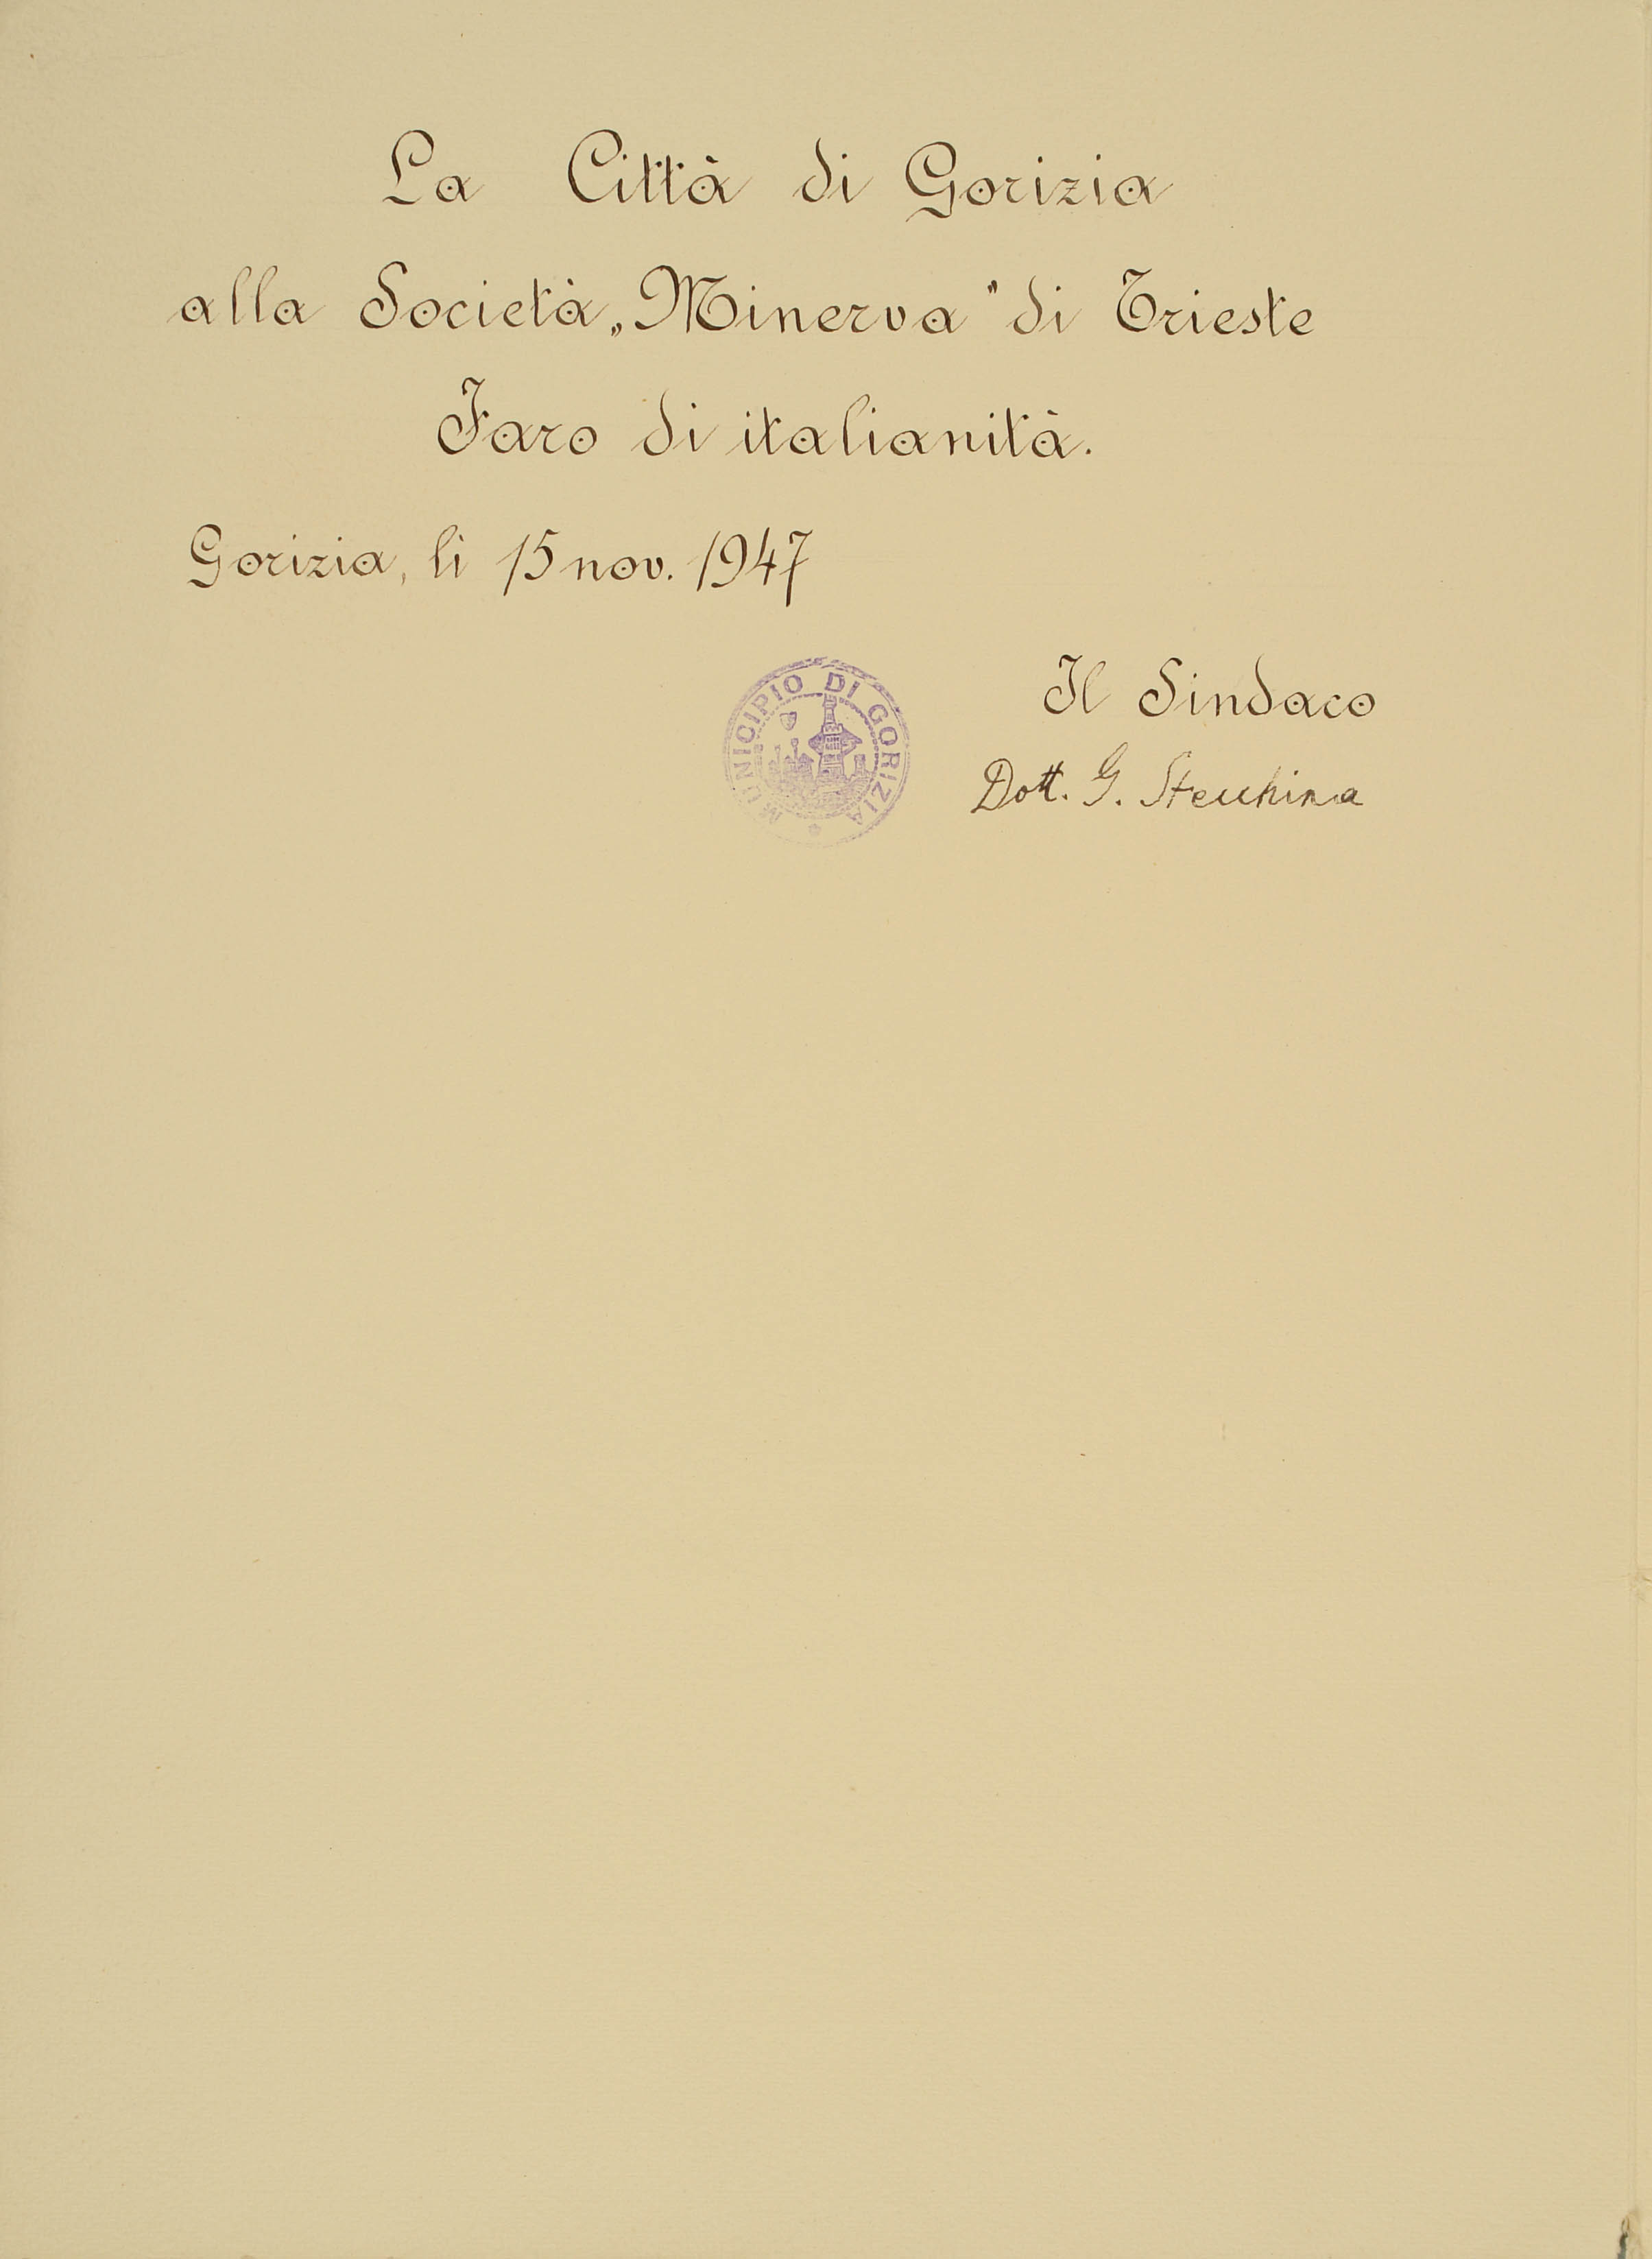 La Città di Gorizia
alla Società „Minerva" di Trieste
Faro di italianità.
Gorizia, li 15 nov. 1947
MUNICIPIO DI GORIZIA
Il Sindaco
Dott. G. Stecchina